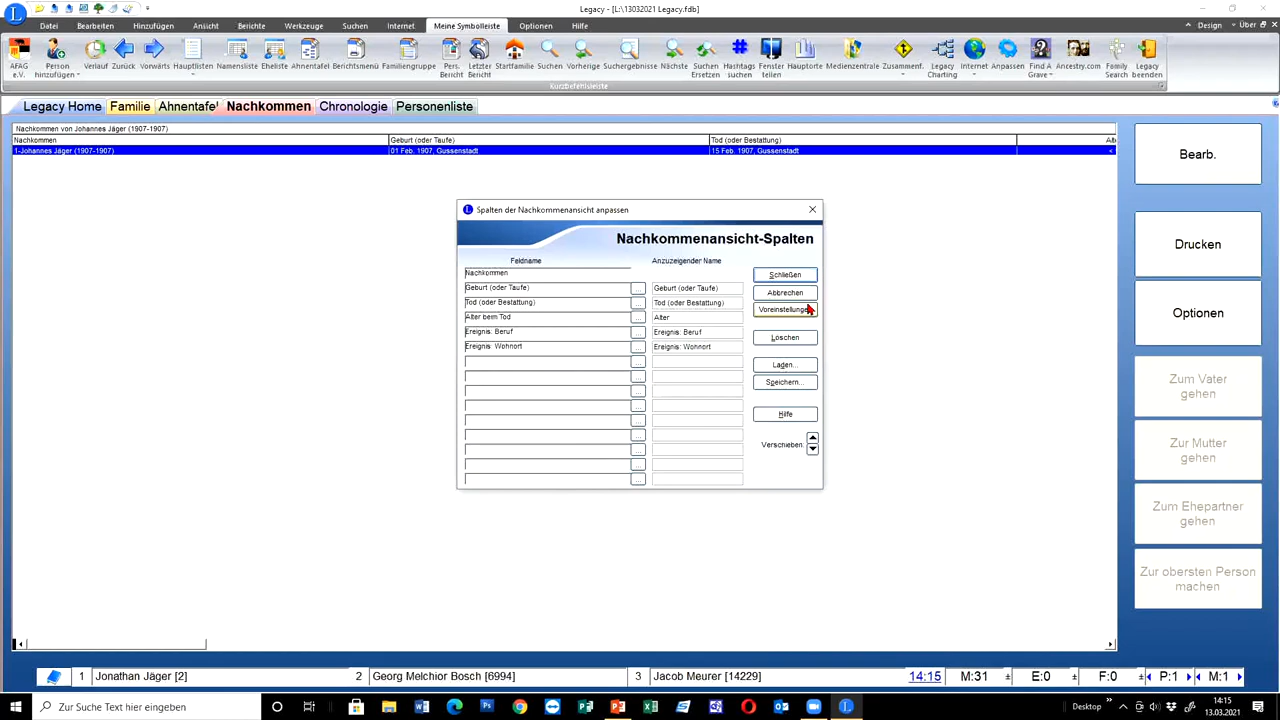 Legacy - [L:\13032021 Legacy.fdb]
Datei Bearbeiten Hinzufügen Ansicht Berichte Werkzeuge Suchen Internet Meine Symbolleiste Optionen Hilfe Design Über
AFAG e.V. Person hinzufügen Verlauf Zurück Vorwärts Hauptlisten Namensliste Eheliste Ahnentafel Berichtsmenü Familiengruppe Pers. Bericht Letzter Bericht Startfamilie Suchen Vorherige Suchergebnisse Nächste Suchen Ersetzen Hashtags suchen Fenster teilen Hauptorte Medienzentrale Zusammenf. Legacy Charting Internet Anpassen Find A Grave Ancestry.com Family Search Legacy beenden
Kurzbefehlsleiste
Legacy Home Familie Ahnentafel Nachkommen Chronologie Personenliste
Nachkommen von Johannes Jäger (1907-1907)
Nachkommen Geburt (oder Taufe) Tod (oder Bestattung) Alt
1-Johannes Jäger (1907-1907) 01 Feb. 1907, Gussenstadt 15 Feb. 1907, Gussenstadt <
Spalten der Nachkommenansicht anpassen
Nachkommenansicht-Spalten
Feldname Anzuzeigender Name
Nachkommen
Geburt (oder Taufe) ... Geburt (oder Taufe)
Tod (oder Bestattung) ... Tod (oder Bestattung)
Alter beim Tod ... Alter
Ereignis: Beruf ... Ereignis: Beruf
Ereignis: Wohnort ... Ereignis: Wohnort
...
...
...
...
...
...
...
...
...
Schließen
Abbrechen
Voreinstellungen
Löschen
Laden...
Speichern...
Hilfe
Verschieben:
Bearb.
Drucken
Optionen
Zum Vater gehen
Zur Mutter gehen
Zum Ehepartner gehen
Zur obersten Person machen
1 Jonathan Jäger [2] 2 Georg Melchior Bosch [6994] 3 Jacob Meurer [14229] 14:15 M:31 ± E:0 ± F:0 ± P:1 M:1
Zur Suche Text hier eingeben
Desktop » 14:15
13.03.2021